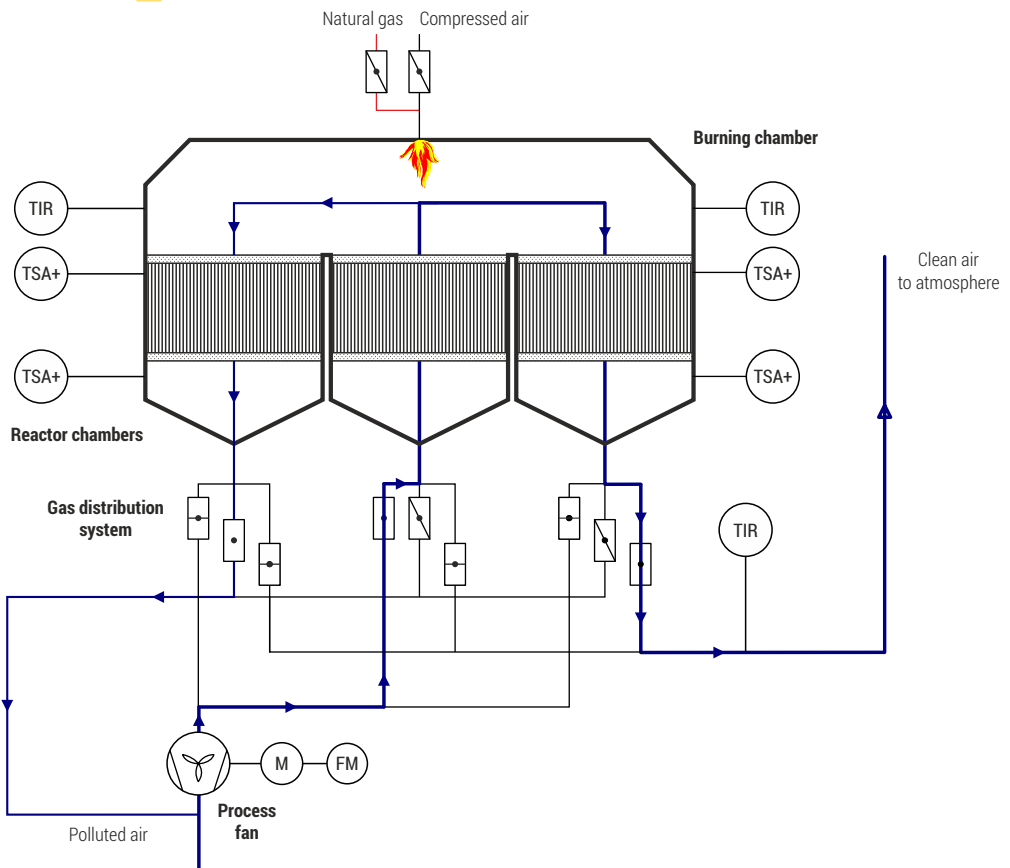 Natural gas
Compressed air
Burning chamber
TIR
TIR
TSA+
TSA+
Clean air
to atmosphere
TSA+
TSA+
Reactor chambers
Gas distribution
system
TIR
M
FM
Process
fan
Polluted air